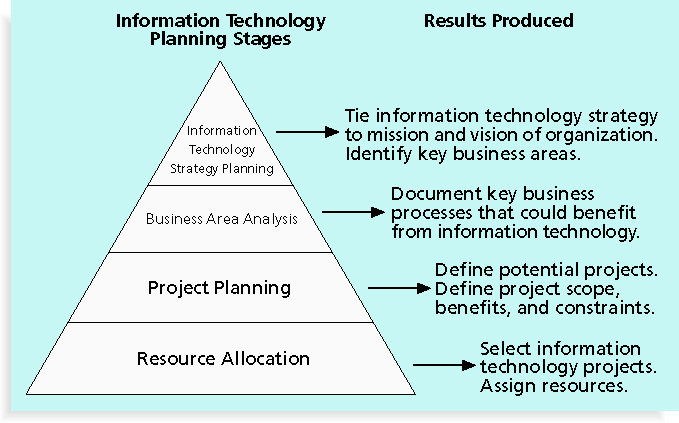 Information Technology
Planning Stages
Results Produced
Information
Technology
Strategy Planning
Tie information technology strategy
to mission and vision of organization.
Identify key business areas.
Business Area Analysis
Document key business
processes that could benefit
from information technology.
Project Planning
Define potential projects.
Define project scope,
benefits, and constraints.
Resource Allocation
Select information
technology projects.
Assign resources.